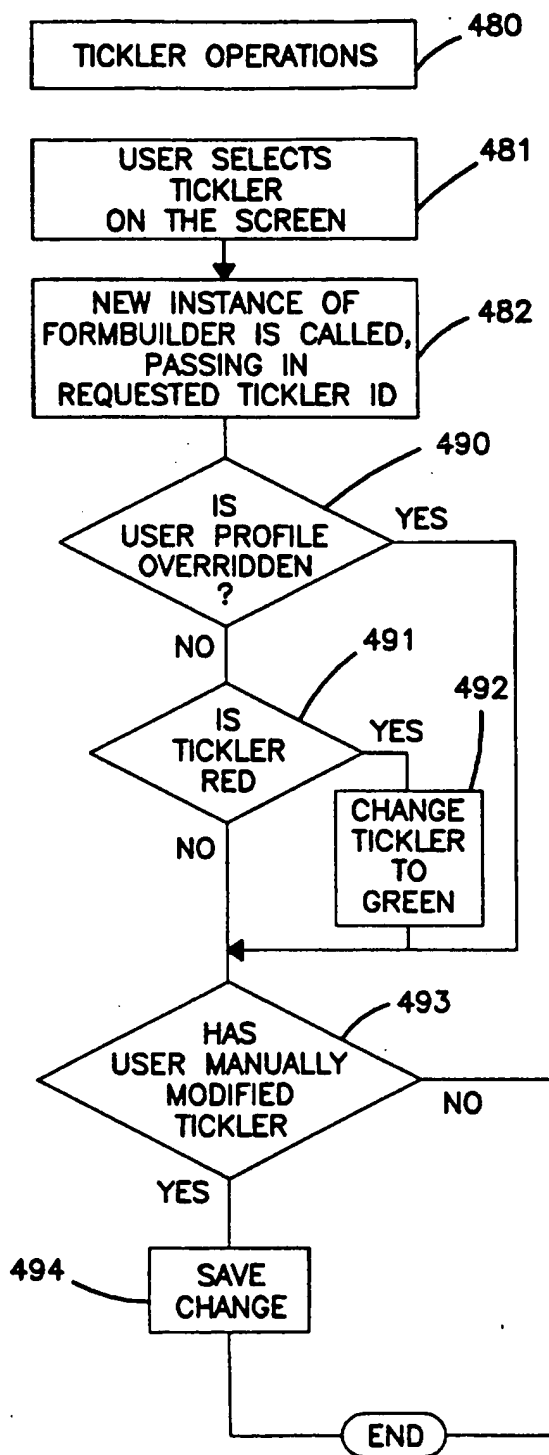 TICKLER OPERATIONS
480
USER SELECTS
TICKLER
ON THE SCREEN
481
NEW INSTANCE OF
FORMBUILDER IS CALLED,
PASSING IN
REQUESTED TICKLER ID
482
490
IS
USER PROFILE
OVERRIDDEN
?
YES
NO
491
IS
TICKLER
RED
YES
492
NO
CHANGE
TICKLER
TO
GREEN
493
HAS
USER MANUALLY
MODIFIED
TICKLER
NO
YES
494
SAVE
CHANGE
END